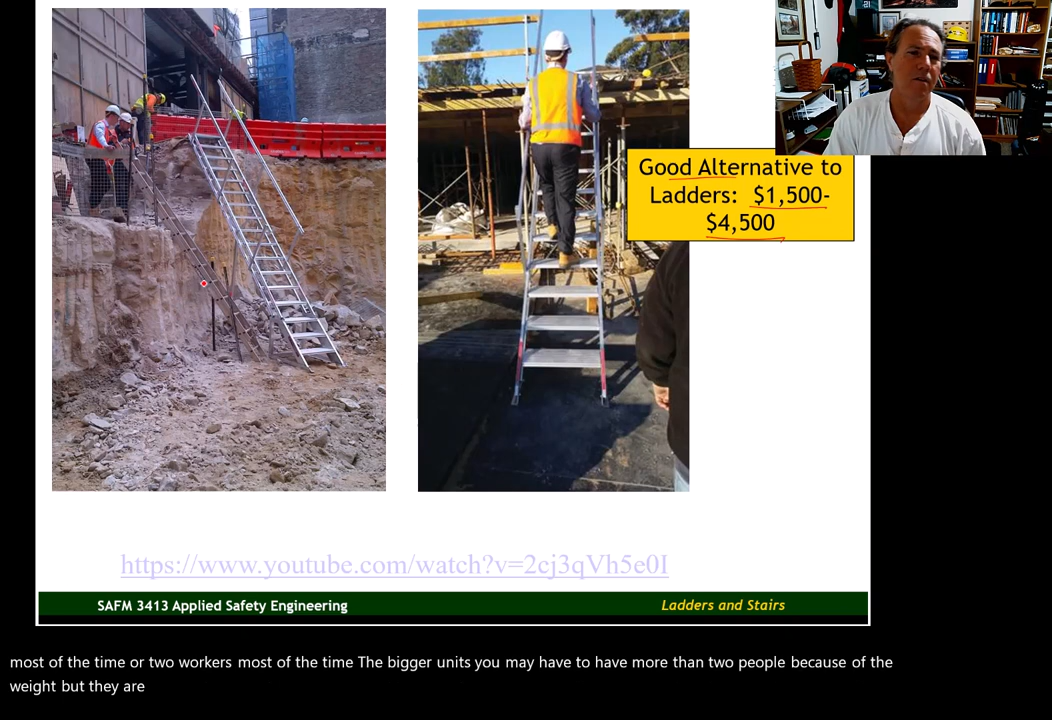 Good Alternative to
Ladders: $1,500-
$4,500
https://www.youtube.com/watch?v=2cj3qVh5e0I
SAFM 3413 Applied Safety Engineering
Ladders and Stairs
most of the time or two workers most of the time The bigger units you may have to have more than two people because of the
weight but they are